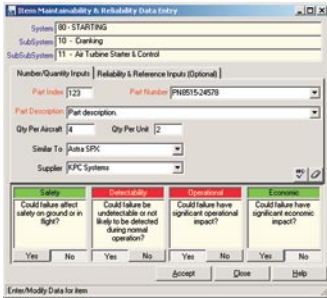 Item Maintainability & Reliability Data Entry
System 80 - STARTING
SubSystem 10 - Cranking
SubSubSystem 11 - Air Turbine Starter & Control
Number/Quantity Inputs Reliability & Reference Inputs (Optional)
Part Index 123 Part Number PN8515-24578
Part Description Part description.
Qty Per Aircraft 4 Qty Per Unit 2
Similar To Astra SPX
Supplier KPC Systems
Safety Detectability Operational Economic
Could failure affect safety on ground or in flight?
Could failure be undetectable or not likely to be detected during normal operation?
Could failure have significant operational impact?
Could failure have significant economic impact?
Yes No Yes No Yes No Yes No
Accept Close Help
Enter/Modify Data for item